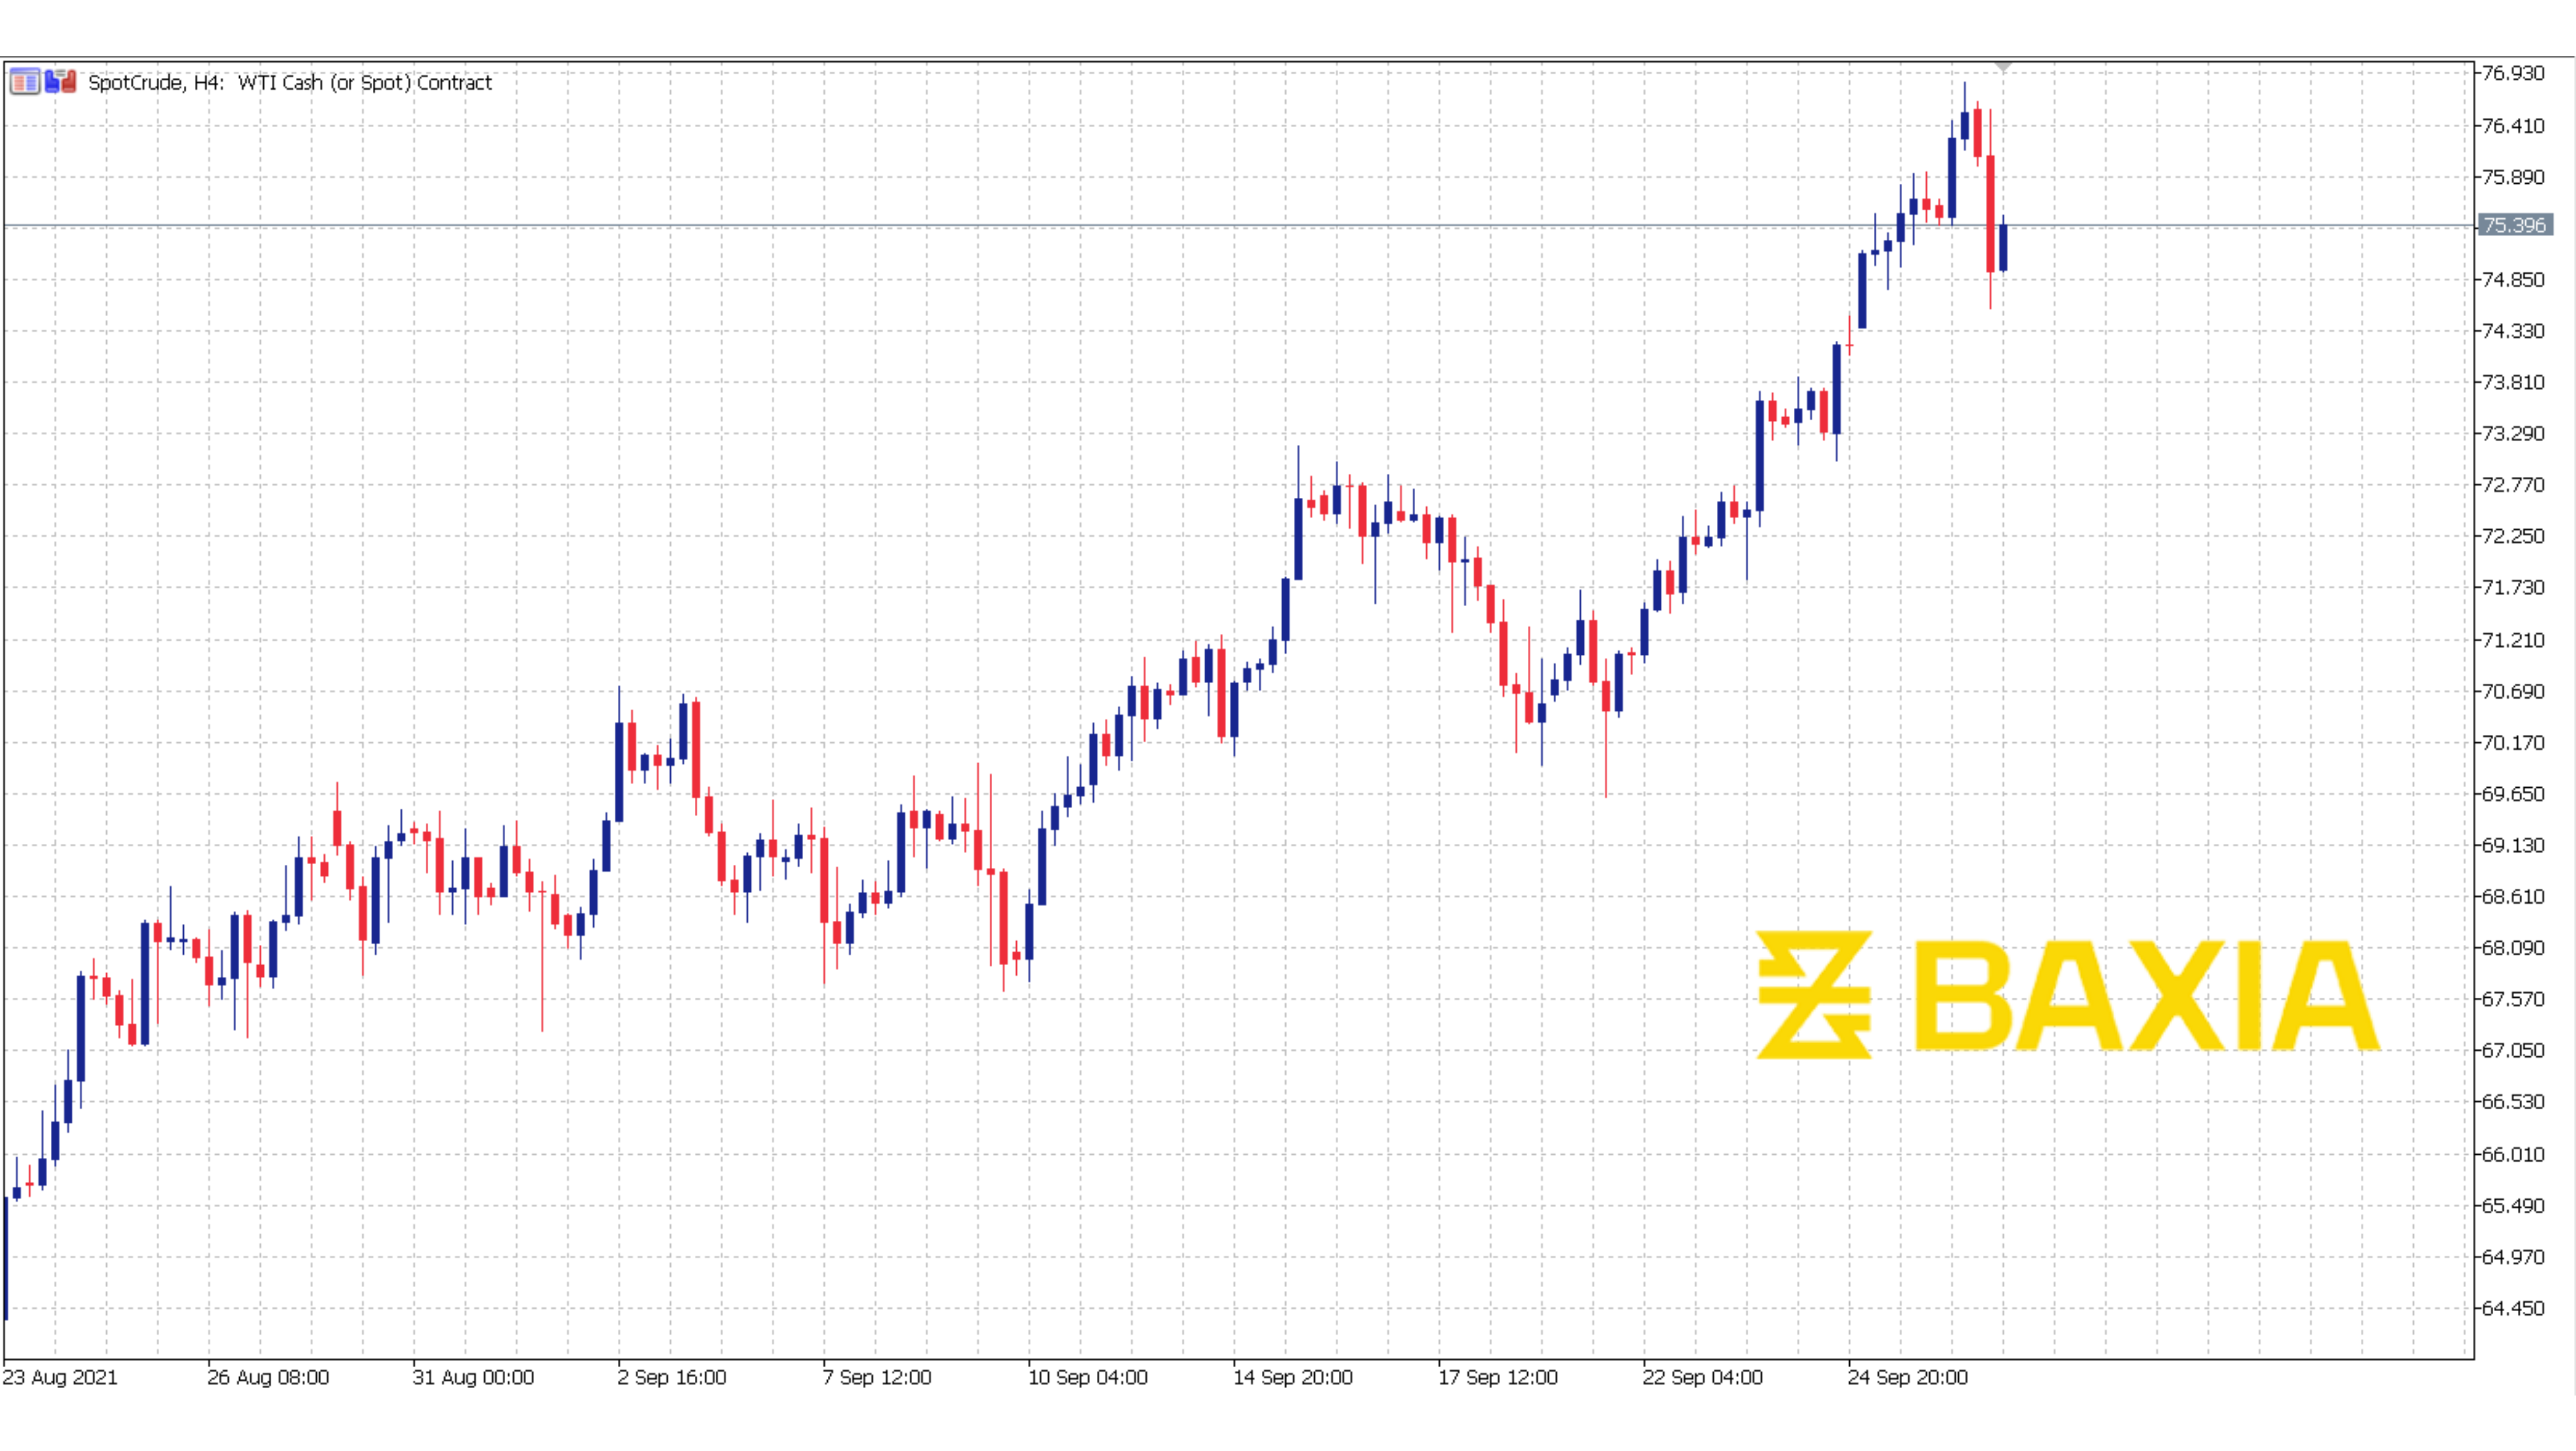 SpotCrude, H4: WTI Cash (or Spot) Contract
76.930
76.410
75.890
75.396
74.850
74.330
73.810
73.290
72.770
72.250
71.730
71.210
70.690
70.170
69.650
69.130
68.610
68.090
67.570
67.050
66.530
66.010
65.490
64.970
64.450
BAXIA
23 Aug 2021
26 Aug 08:00
31 Aug 00:00
2 Sep 16:00
7 Sep 12:00
10 Sep 04:00
14 Sep 20:00
17 Sep 12:00
22 Sep 04:00
24 Sep 20:00